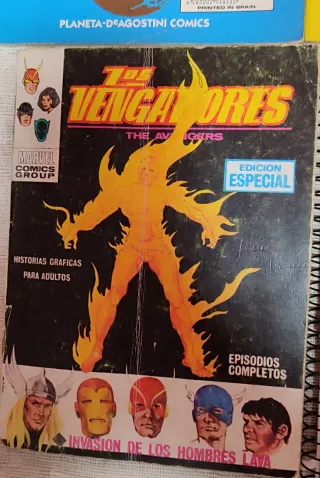 PLANETA-DeAGOSTINI COMICS
PRINTED IN SPAIN
LOS
VENGADORES
THE AVENGERS
MARVEL
COMICS
GROUP
EDICION
ESPECIAL
HISTORIAS GRAFICAS
PARA ADULTOS
EPISODIOS
COMPLETOS
INVASION DE LOS HOMBRES LAVA